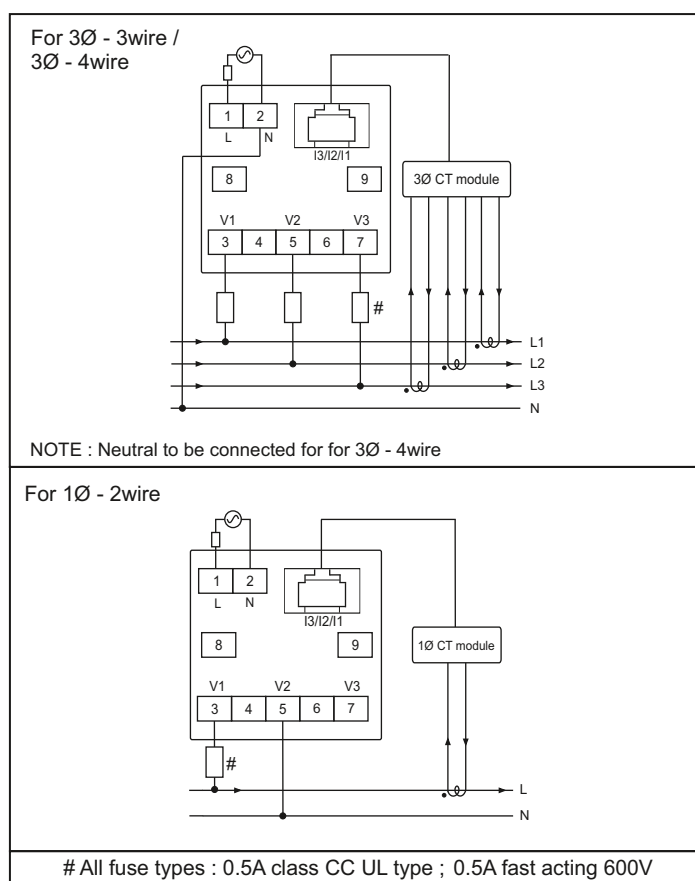 For 3Ø - 3wire /
3Ø - 4wire
1 2
L N
I3/I2/I1
8 9
3Ø CT module
V1 V2 V3
3 4 5 6 7
#
L1
L2
L3
N
NOTE : Neutral to be connected for for 3Ø - 4wire
For 1Ø - 2wire
1 2
L N
I3/I2/I1
8 9
1Ø CT module
V1 V2 V3
3 4 5 6 7
#
L
N
# All fuse types : 0.5A class CC UL type ; 0.5A fast acting 600V